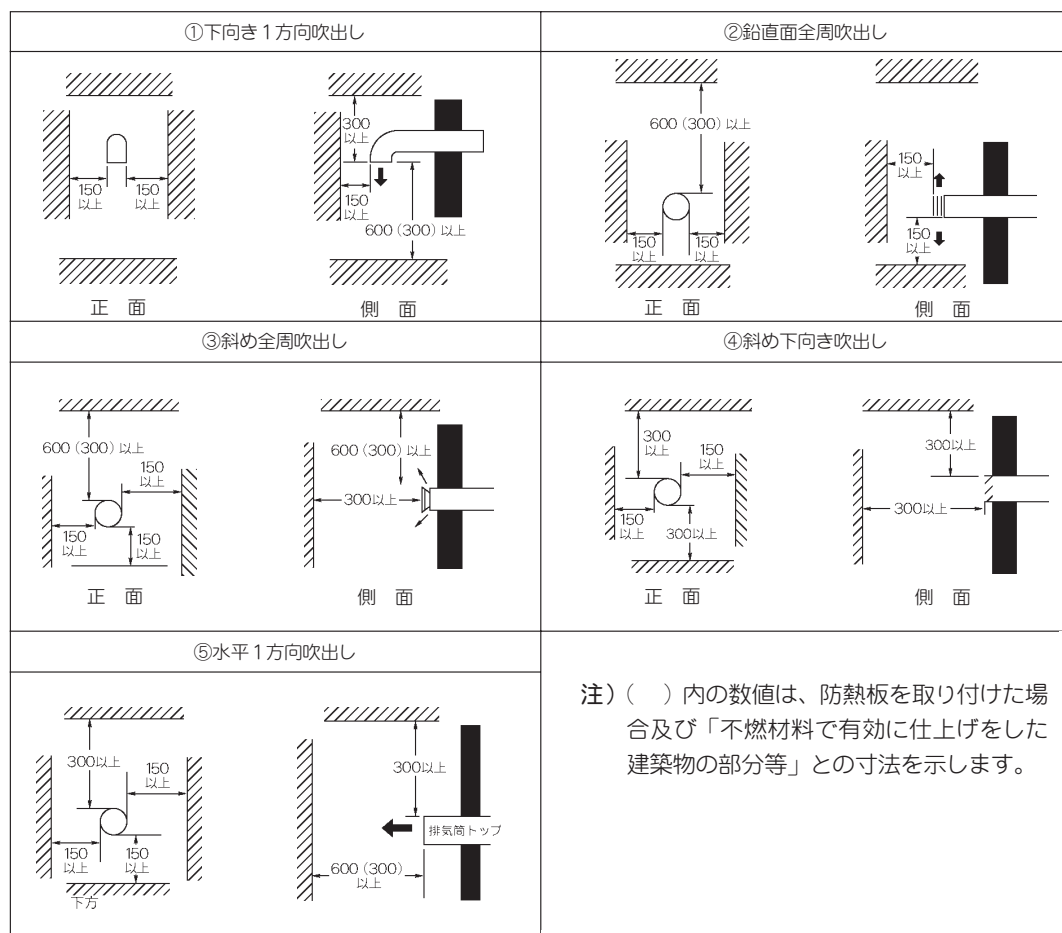 ①下向き1方向吹出し
150
以上
150
以上
正 面
300
以上
150
以上
600(300)以上
側 面
②鉛直面全周吹出し
600(300)以上
150
以上
150
以上
正 面
150
以上
150
以上
側 面
③斜め全周吹出し
600(300)以上
150
以上
150
以上
150
以上
正 面
600(300)以上
300以上
側 面
④斜め下向き吹出し
300
以上
150
以上
150
以上
300以上
正 面
300以上
300以上
側 面
⑤水平1方向吹出し
300以上
150
以上
150
以上
150
以上
下方
300以上
排気筒トップ
600(300)
以上
注)( )内の数値は、防熱板を取り付けた場
合及び「不燃材料で有効に仕上げをした
建築物の部分等」との寸法を示します。